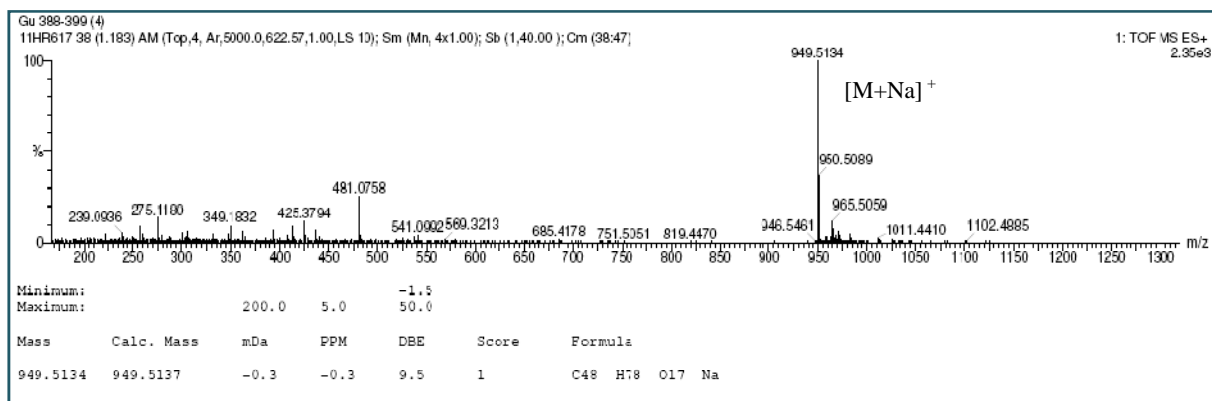 Gu 388-399 (4)
11HR617 38 (1.183) AM (Top,4, Ar,5000.0,622.57,1.00,LS 10); Sm (Mn, 4x1.00); Sb (1,40.00 ); Cm (38:47)
1: TOF MS ES+
2.35e3
100
949.5134
[M+Na] +
%
950.5089
481.0758
239.0936
275.1180
349.1832
425.3794
541.0992
569.3213
685.4178
751.5051
819.4470
946.5461
965.5059
1011.4410
1102.4885
0
m/z
200 250 300 350 400 450 500 550 600 650 700 750 800 850 900 950 1000 1050 1100 1150 1200 1250 1300
Minimum: -1.5
Maximum: 200.0 5.0 50.0
Mass Calc. Mass mDa PPM DBE Score Formula
949.5134 949.5137 -0.3 -0.3 9.5 1 C48 H78 O17 Na